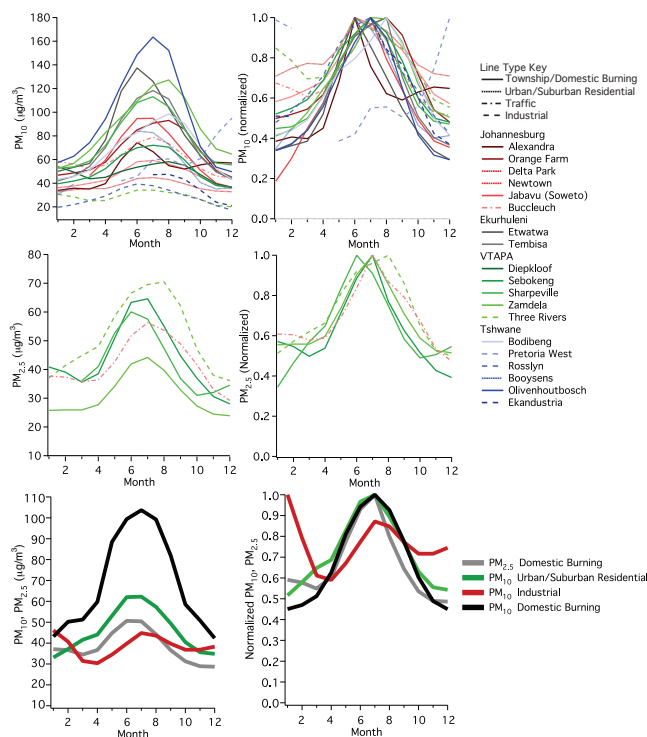 180
160
140
120
100
80
60
40
20
PM10 (µg/m³)
2 4 6 8 10 12
Month
1.0
0.8
0.6
0.4
0.2
0.0
PM10 (normalized)
2 4 6 8 10 12
Month
Line Type Key
Township/Domestic Burning
Urban/Suburban Residential
Traffic
Industrial
Johannesburg
Alexandra
Orange Farm
Delta Park
Newtown
Jabavu (Soweto)
Buccleuch
Ekurhuleni
Etwatwa
Tembisa
VTAPA
Diepkloof
Sebokeng
Sharpeville
Zamdela
Three Rivers
Tshwane
Bodibeng
Pretoria West
Rosslyn
Booysens
Olivenhoutbosch
Ekandustria
80
70
60
50
40
30
20
10
PM2.5 (µg/m³)
2 4 6 8 10 12
Month
1.0
0.8
0.6
0.4
0.2
0.0
PM2.5 (Normalized)
2 4 6 8 10 12
Month
110
100
90
80
70
60
50
40
30
20
10
PM10, PM2.5 (µg/m³)
2 4 6 8 10 12
Month
1.0
0.9
0.8
0.7
0.6
0.5
0.4
0.3
0.2
0.1
0.0
Normalized PM10, PM2.5
2 4 6 8 10 12
Month
PM2.5 Domestic Burning
PM10 Urban/Suburban Residential
PM10 Industrial
PM10 Domestic Burning